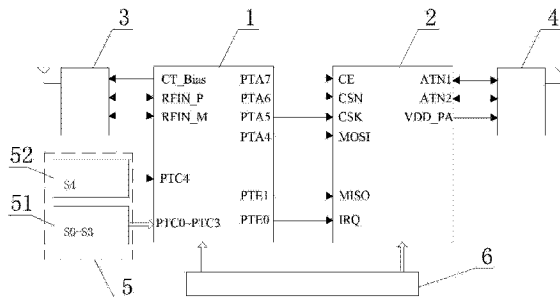 3 1 2 4
CT_Bias PTA7 CE ATN1
RFIN_P PTA6 CSN ATN2
RFIN_M PTA5 CSK VDD_PA
PTA4 MOSI
52 S4 PTC4
51 PTE1 MISO
S0~S3 PTC0~PTC3 PTE0 IRQ
5 6